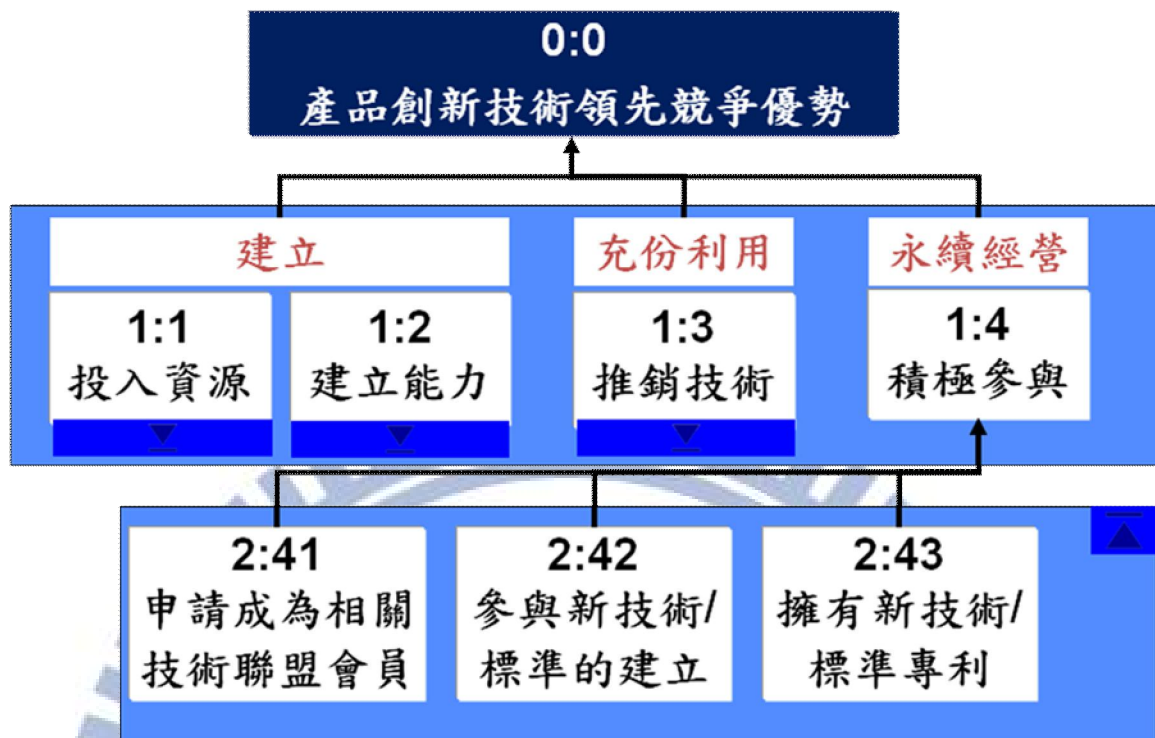 0:0
產品創新技術領先競爭優勢
建立
充份利用
永續經營
1:1
投入資源
1:2
建立能力
1:3
推銷技術
1:4
積極參與
2:41
申請成為相關
技術聯盟會員
2:42
參與新技術/
標準的建立
2:43
擁有新技術/
標準專利